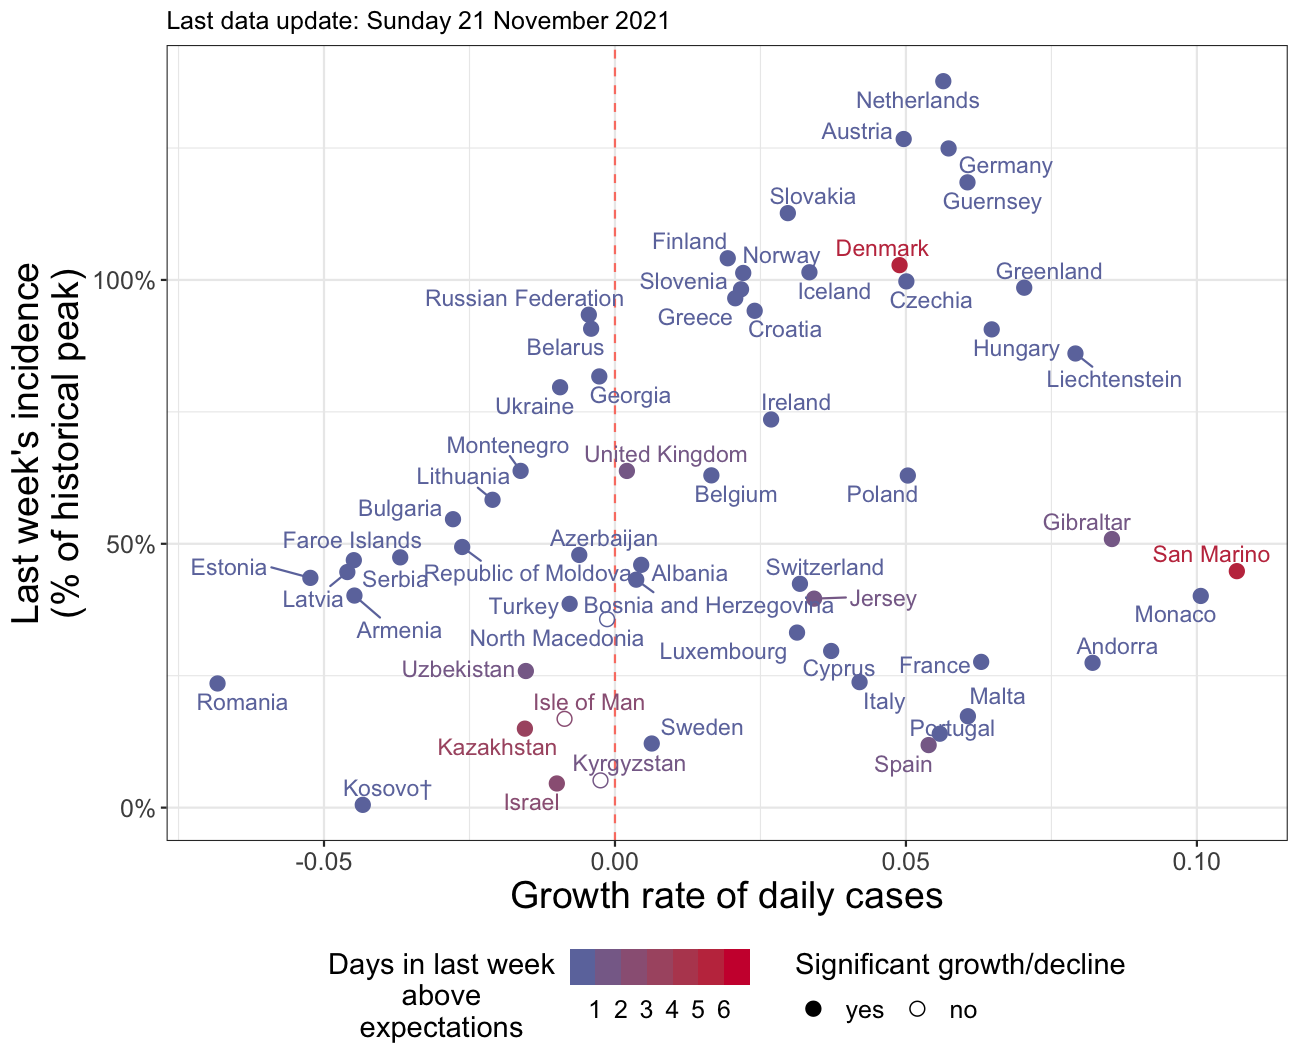 Last data update: Sunday 21 November 2021
Last week's incidence
(% of historical peak)
100%
50%
0%
Netherlands
Austria
Germany
Guernsey
Slovakia
Finland
Norway
Denmark
Slovenia
Iceland
Greenland
Czechia
Russian Federation
Greece
Croatia
Belarus
Hungary
Liechtenstein
Ukraine
Georgia
Ireland
Montenegro
United Kingdom
Lithuania
Belgium
Poland
Bulgaria
Gibraltar
Faroe Islands
Azerbaijan
San Marino
Estonia
Serbia
Republic of Moldova
Albania
Switzerland
Latvia
Turkey
Bosnia and Herzegovina
Jersey
Monaco
Armenia
North Macedonia
Luxembourg
Andorra
Uzbekistan
Cyprus
France
Romania
Isle of Man
Italy
Malta
Kazakhstan
Sweden
Portugal
Kyrgyzstan
Spain
Kosovo†
Israel
-0.05
0.00
0.05
0.10
Growth rate of daily cases
Days in last week
above
expectations
1 2 3 4 5 6
Significant growth/decline
yes
no